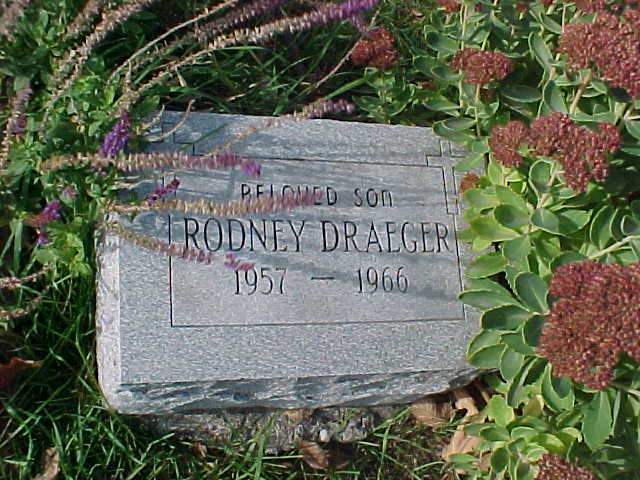 BELOVED SON
RODNEY DRAEGER
1957 — 1966